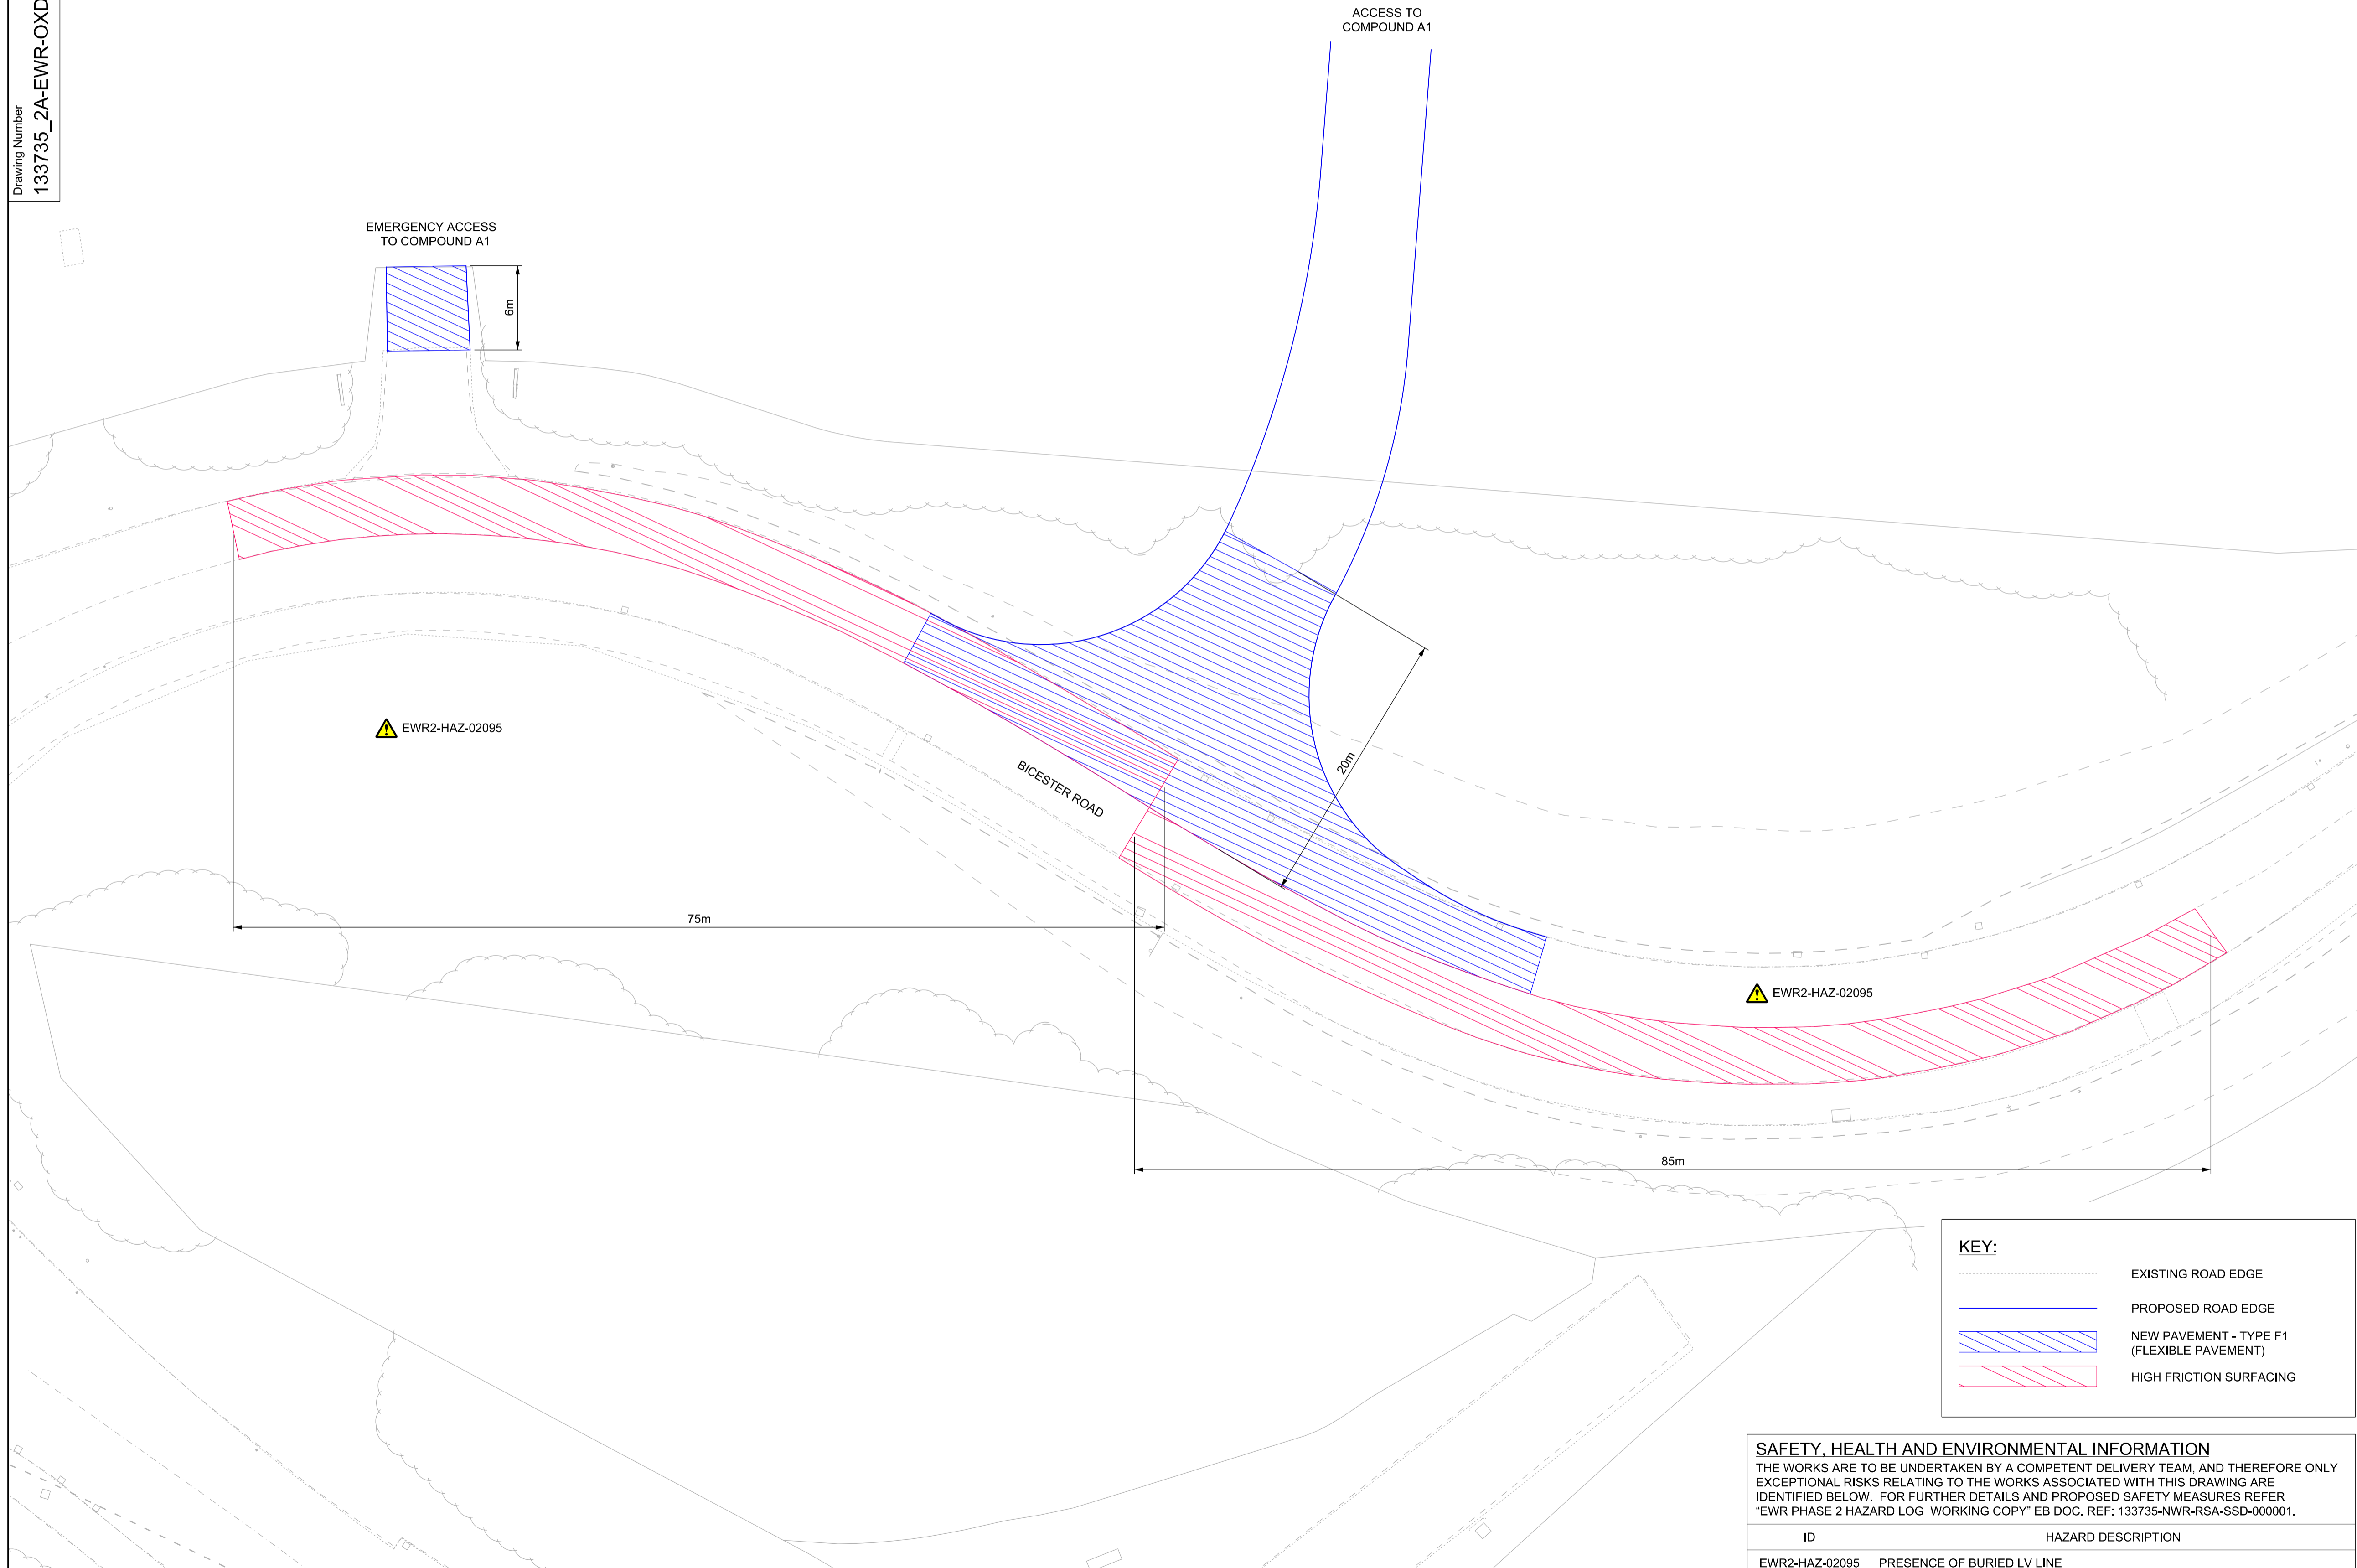 Drawing Number
133735_2A-EWR-OXD
ACCESS TO
COMPOUND A1
EMERGENCY ACCESS
TO COMPOUND A1
6m
EWR2-HAZ-02095
BICESTER ROAD
20m
75m
EWR2-HAZ-02095
85m
KEY:
EXISTING ROAD EDGE
PROPOSED ROAD EDGE
NEW PAVEMENT - TYPE F1
(FLEXIBLE PAVEMENT)
HIGH FRICTION SURFACING
SAFETY, HEALTH AND ENVIRONMENTAL INFORMATION
THE WORKS ARE TO BE UNDERTAKEN BY A COMPETENT DELIVERY TEAM, AND THEREFORE ONLY
EXCEPTIONAL RISKS RELATING TO THE WORKS ASSOCIATED WITH THIS DRAWING ARE
IDENTIFIED BELOW. FOR FURTHER DETAILS AND PROPOSED SAFETY MEASURES REFER
“EWR PHASE 2 HAZARD LOG WORKING COPY” EB DOC. REF: 133735-NWR-RSA-SSD-000001.
ID HAZARD DESCRIPTION
EWR2-HAZ-02095 PRESENCE OF BURIED LV LINE